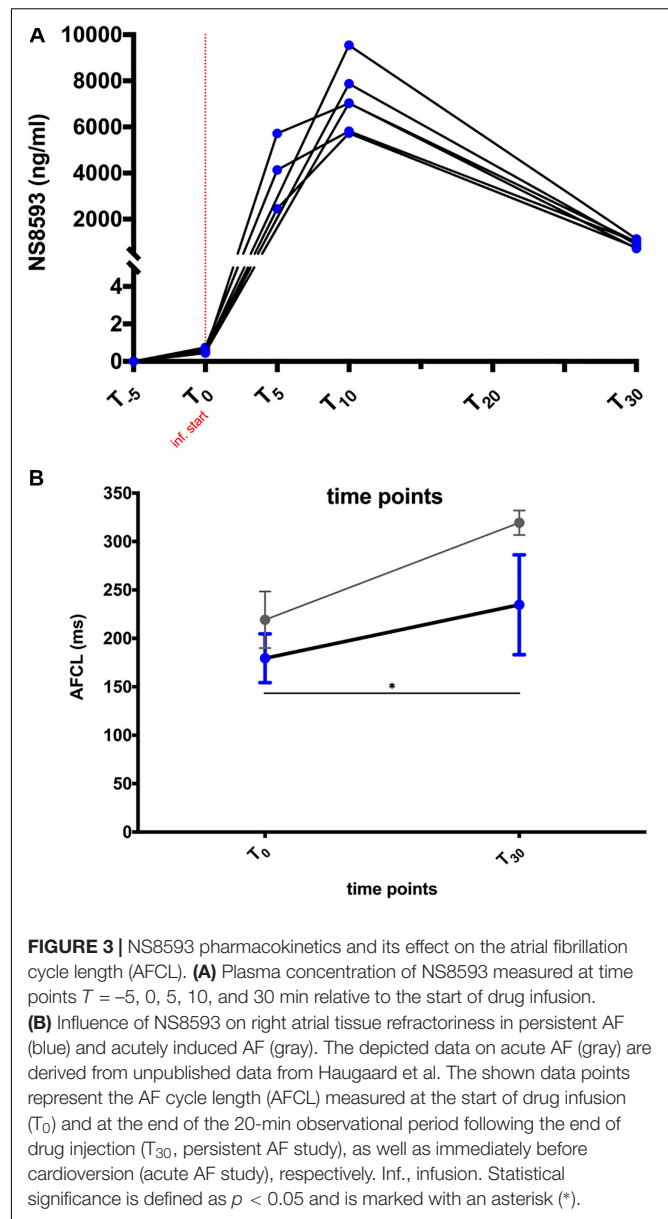 A
NS8593 (ng/ml)
10000
8000
6000
4000
2000
4
2
0
T-5
T0
T5
T10
T20
T30
inf. start
B
time points
AFCL (ms)
350
300
250
200
150
100
50
0
*
T0
T30
time points
FIGURE 3 | NS8593 pharmacokinetics and its effect on the atrial fibrillation
cycle length (AFCL). (A) Plasma concentration of NS8593 measured at time
points T = –5, 0, 5, 10, and 30 min relative to the start of drug infusion.
(B) Influence of NS8593 on right atrial tissue refractoriness in persistent AF
(blue) and acutely induced AF (gray). The depicted data on acute AF (gray) are
derived from unpublished data from Haugaard et al. The shown data points
represent the AF cycle length (AFCL) measured at the start of drug infusion
(T0) and at the end of the 20-min observational period following the end of
drug injection (T30, persistent AF study), as well as immediately before
cardioversion (acute AF study), respectively. Inf., infusion. Statistical
significance is defined as p < 0.05 and is marked with an asterisk (*).